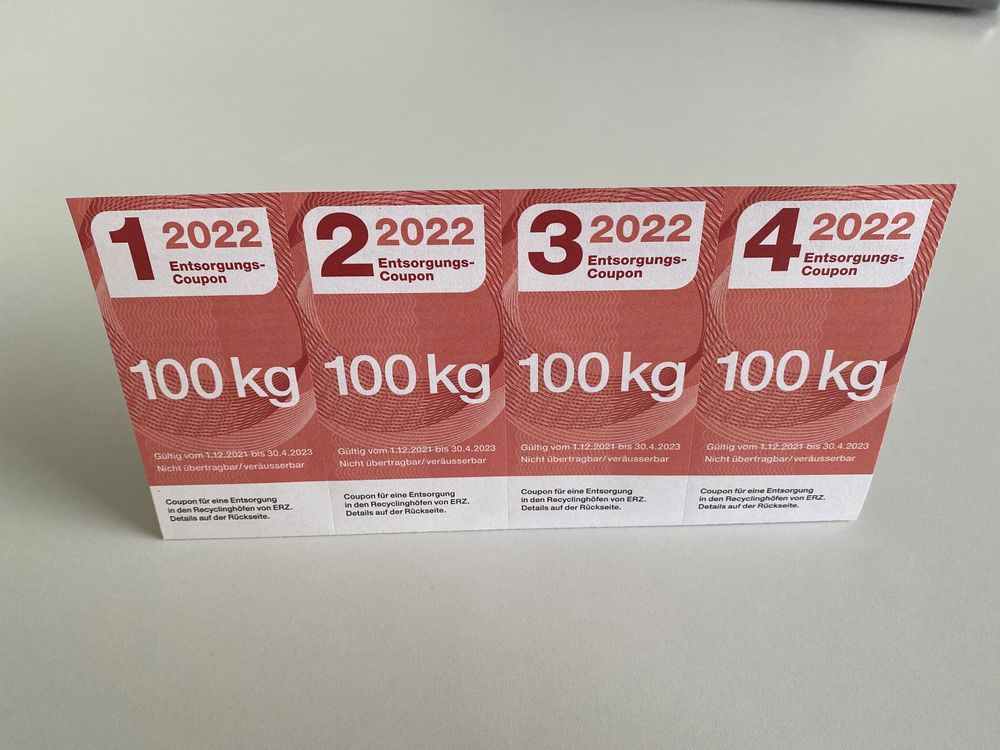 1 2022
Entsorgungs-
Coupon
100 kg
Gültig vom 1.12.2021 bis 30.4.2023
Nicht übertragbar/veräusserbar
Coupon für eine Entsorgung
in den Recyclinghöfen von ERZ.
Details auf der Rückseite.
2 2022
Entsorgungs-
Coupon
100 kg
Gültig vom 1.12.2021 bis 30.4.2023
Nicht übertragbar/veräusserbar
Coupon für eine Entsorgung
in den Recyclinghöfen von ERZ.
Details auf der Rückseite.
3 2022
Entsorgungs-
Coupon
100 kg
Gültig vom 1.12.2021 bis 30.4.2023
Nicht übertragbar/veräusserbar
Coupon für eine Entsorgung
in den Recyclinghöfen von ERZ.
Details auf der Rückseite.
4 2022
Entsorgungs-
Coupon
100 kg
Gültig vom 1.12.2021 bis 30.4.2023
Nicht übertragbar/veräusserbar
Coupon für eine Entsorgung
in den Recyclinghöfen von ERZ.
Details auf der Rückseite.